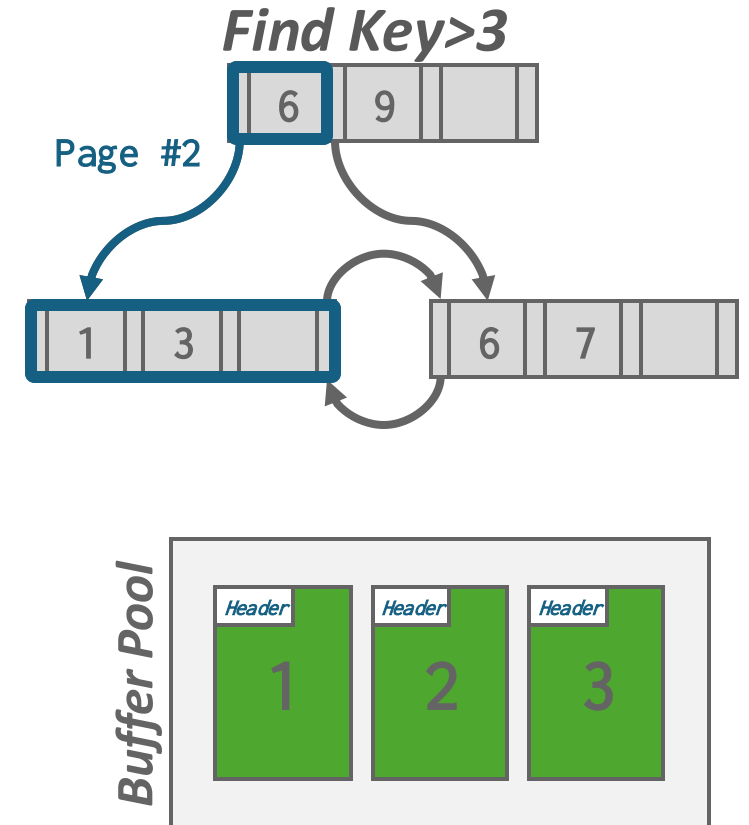 Find Key>3
6 9
Page #2
1 3
6 7
Buffer Pool
Header Header Header
1 2 3